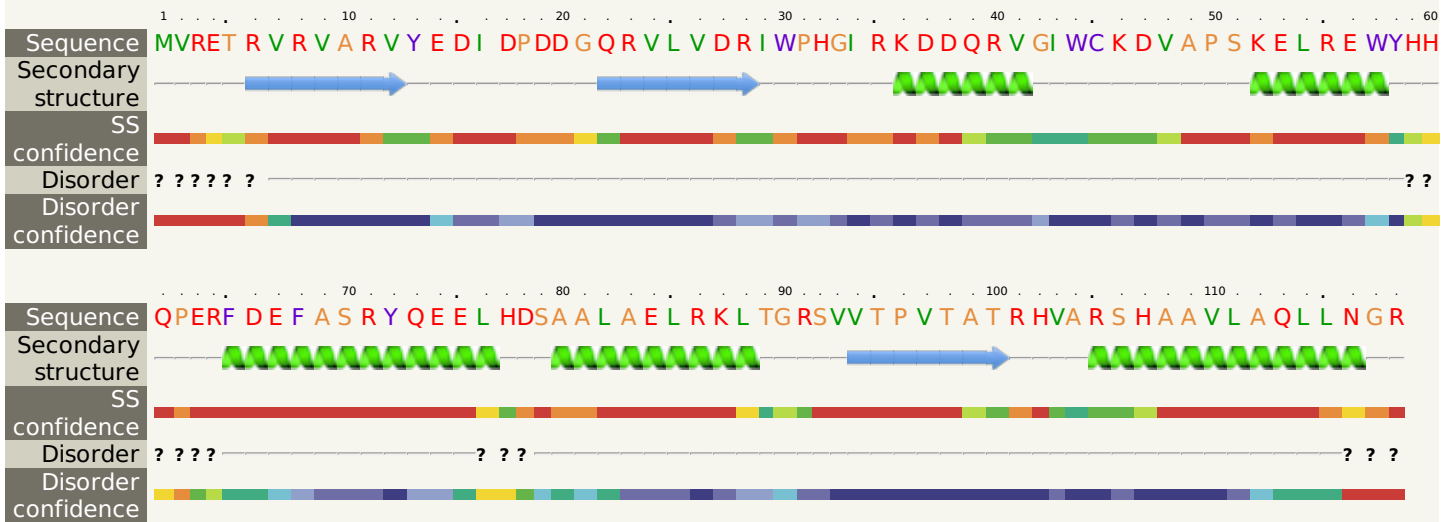 1 . . . . . . . . 10 . . . . . . . . . 20 . . . . . . . . . 30 . . . . . . . . . 40 . . . . . . . . . 50 . . . . . . . . . 60
Sequence MVRETRVRVARVYEDIDPDDGQRVLVDRIWPHGIRKDDQRVGIWCKDVAPSKELREWYHH
Secondary
structure
SS
confidence
Disorder ? ? ? ? ? ? ? ?
Disorder
confidence
. . . . . . . . . 70 . . . . . . . . . 80 . . . . . . . . . 90 . . . . . . . . . 100 . . . . . . . . . 110 . . . . . . . .
Sequence QPERFDEFASRYQEELHDSAALAELRKLTGRSVVTPVTATRHVARSHAAVLAQLLNGR
Secondary
structure
SS
confidence
Disorder ? ? ? ? ? ? ? ? ? ?
Disorder
confidence